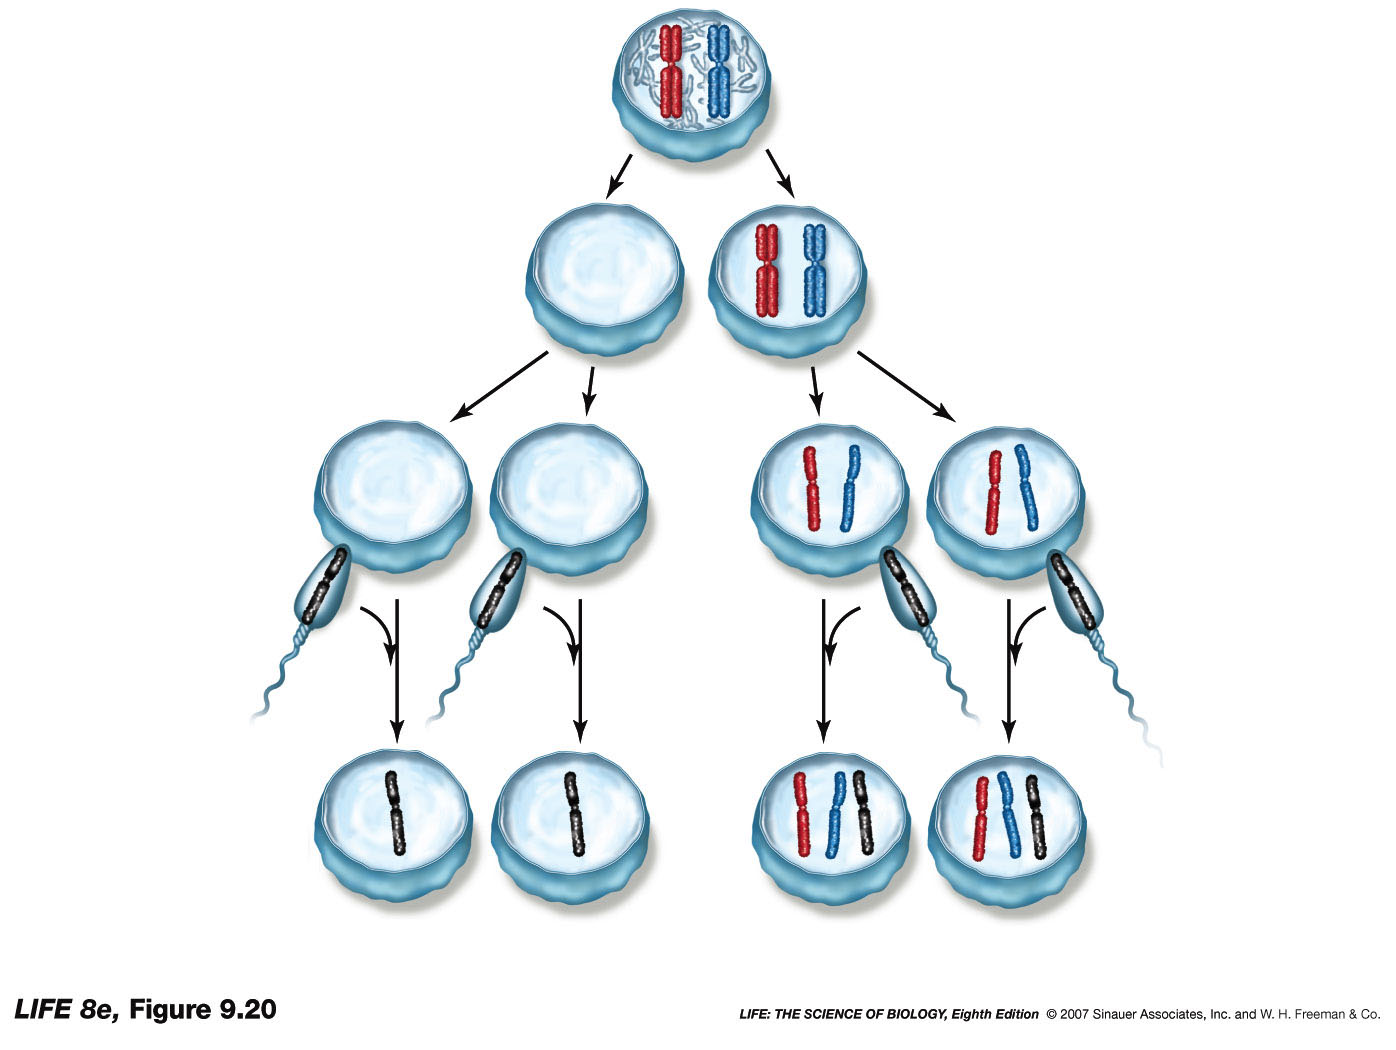 LIFE 8e, Figure 9.20
LIFE: THE SCIENCE OF BIOLOGY, Eighth Edition © 2007 Sinauer Associates, Inc. and W. H. Freeman & Co.